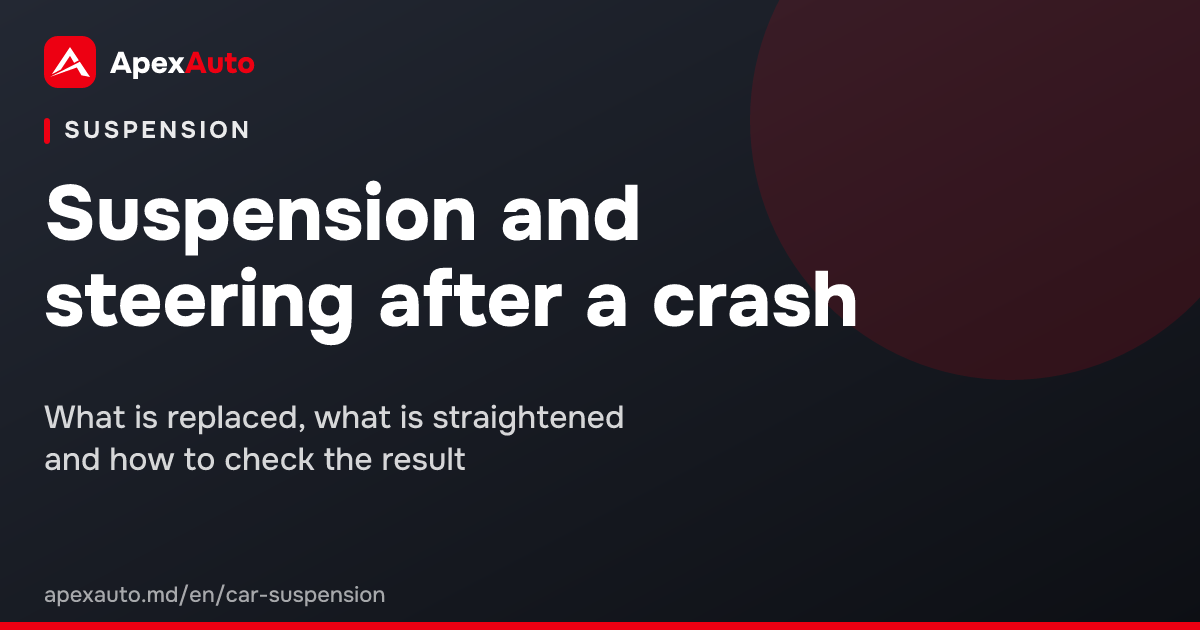 ApexAuto
SUSPENSION
Suspension and
steering after a crash
What is replaced, what is straightened
and how to check the result
apexauto.md/en/car-suspension